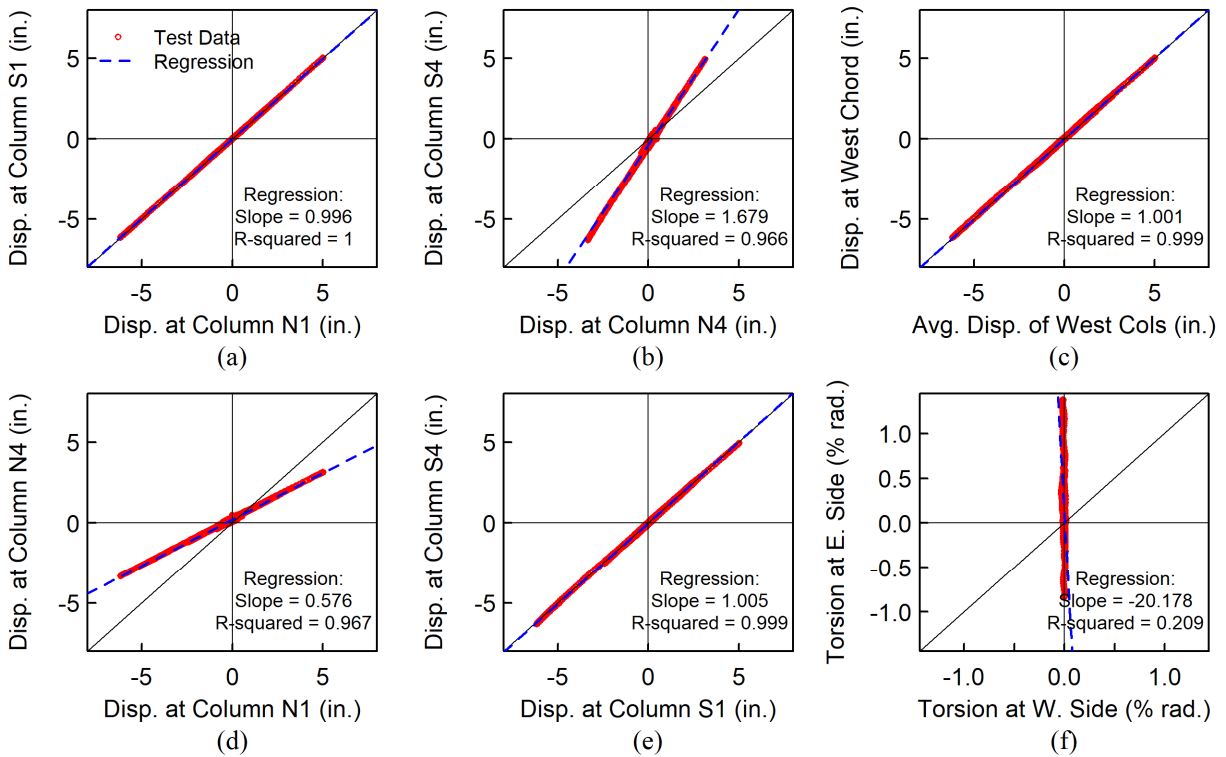 Disp. at Column S1 (in.)
5
0
-5
Test Data
Regression
Regression:
Slope = 0.996
R-squared = 1
-5 0 5
Disp. at Column N1 (in.)
(a)
Disp. at Column S4 (in.)
5
0
-5
Regression:
Slope = 1.679
R-squared = 0.966
-5 0 5
Disp. at Column N4 (in.)
(b)
Disp. at West Chord (in.)
5
0
-5
Regression:
Slope = 1.001
R-squared = 0.999
-5 0 5
Avg. Disp. of West Cols (in.)
(c)
Disp. at Column N4 (in.)
5
0
-5
Regression:
Slope = 0.576
R-squared = 0.967
-5 0 5
Disp. at Column N1 (in.)
(d)
Disp. at Column S4 (in.)
5
0
-5
Regression:
Slope = 1.005
R-squared = 0.999
-5 0 5
Disp. at Column S1 (in.)
(e)
Torsion at E. Side (% rad.)
1.0
0.5
0.0
-0.5
-1.0
Regression:
Slope = -20.178
R-squared = 0.209
-1.0 0.0 1.0
Torsion at W. Side (% rad.)
(f)